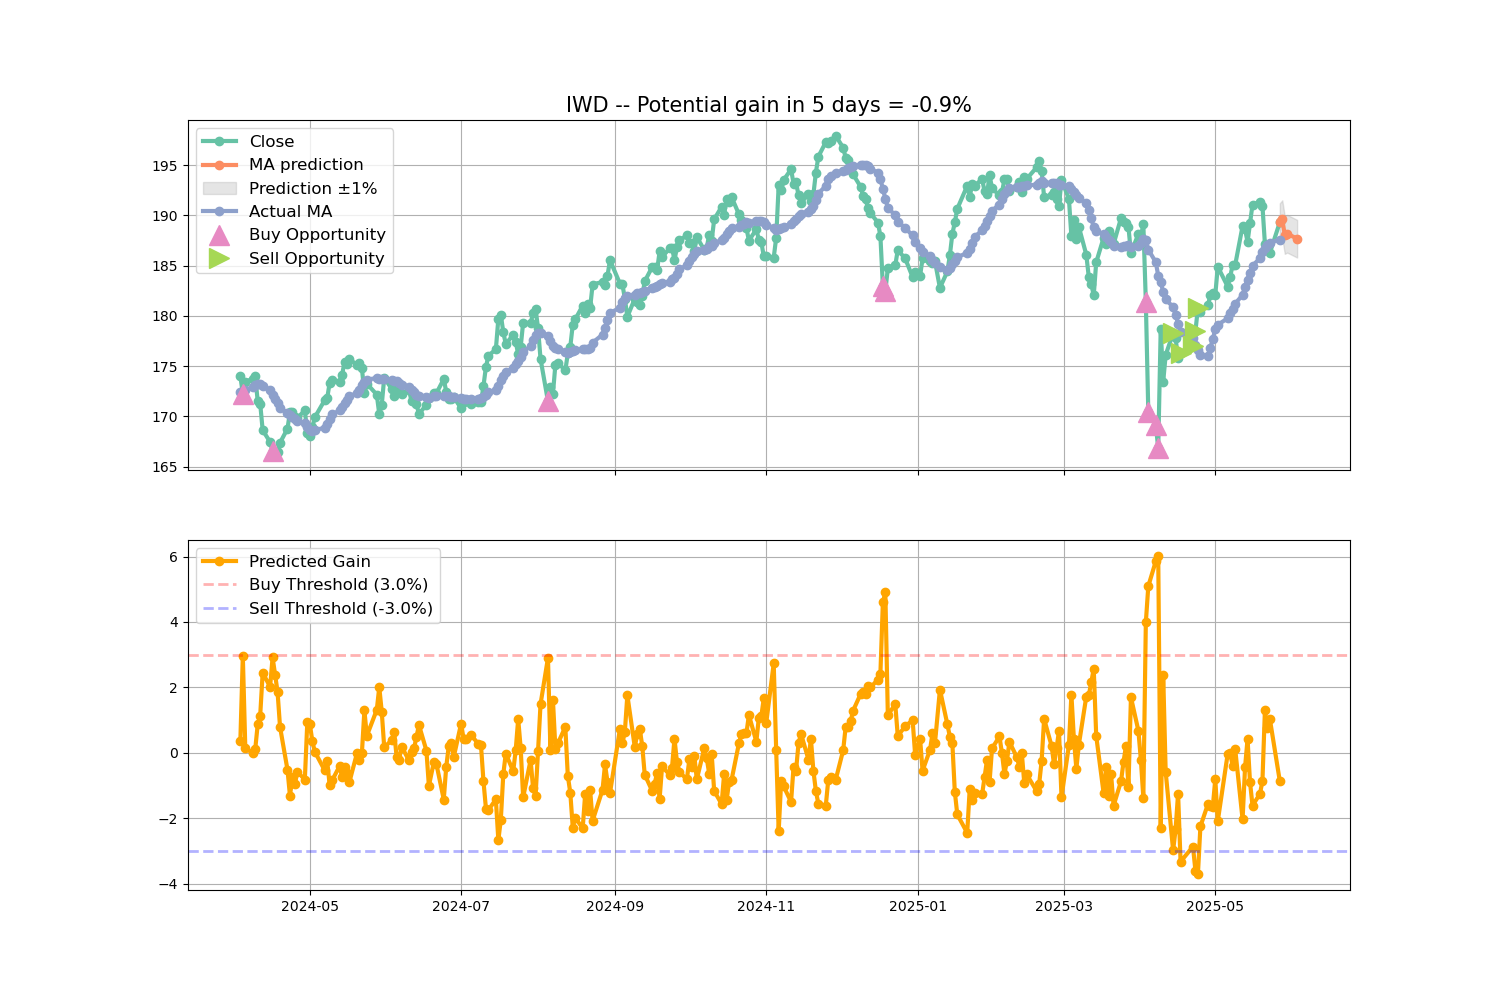 IWD -- Potential gain in 5 days = -0.9%
Close
MA prediction
Prediction ±1%
Actual MA
Buy Opportunity
Sell Opportunity
195
190
185
180
175
170
165
Predicted Gain
Buy Threshold (3.0%)
Sell Threshold (-3.0%)
6
4
2
0
−2
−4
2024-05
2024-07
2024-09
2024-11
2025-01
2025-03
2025-05